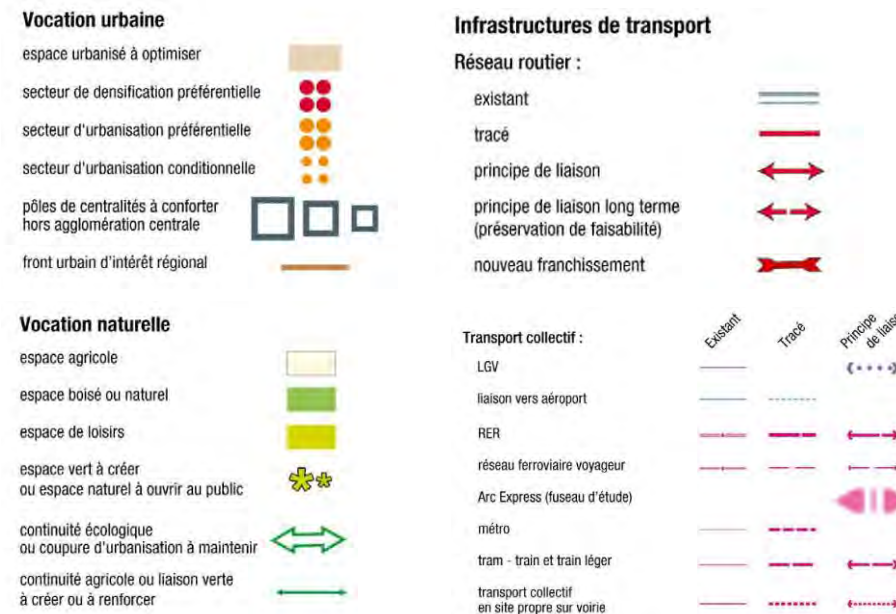 Vocation urbaine
espace urbanisé à optimiser
secteur de densification préférentielle
secteur d'urbanisation préférentielle
secteur d'urbanisation conditionnelle
pôles de centralités à conforter
hors agglomération centrale
front urbain d'intérêt régional
Vocation naturelle
espace agricole
espace boisé ou naturel
espace de loisirs
espace vert à créer
ou espace naturel à ouvrir au public
continuité écologique
ou coupure d'urbanisation à maintenir
continuité agricole ou liaison verte
à créer ou à renforcer
Infrastructures de transport
Réseau routier :
existant
tracé
principe de liaison
principe de liaison long terme
(préservation de faisabilité)
nouveau franchissement
Transport collectif :
Existant
Tracé
Principe
de liais
LGV
liaison vers aéroport
RER
réseau ferroviaire voyageur
Arc Express (fuseau d'étude)
métro
tram - train et train léger
transport collectif
en site propre sur voirie